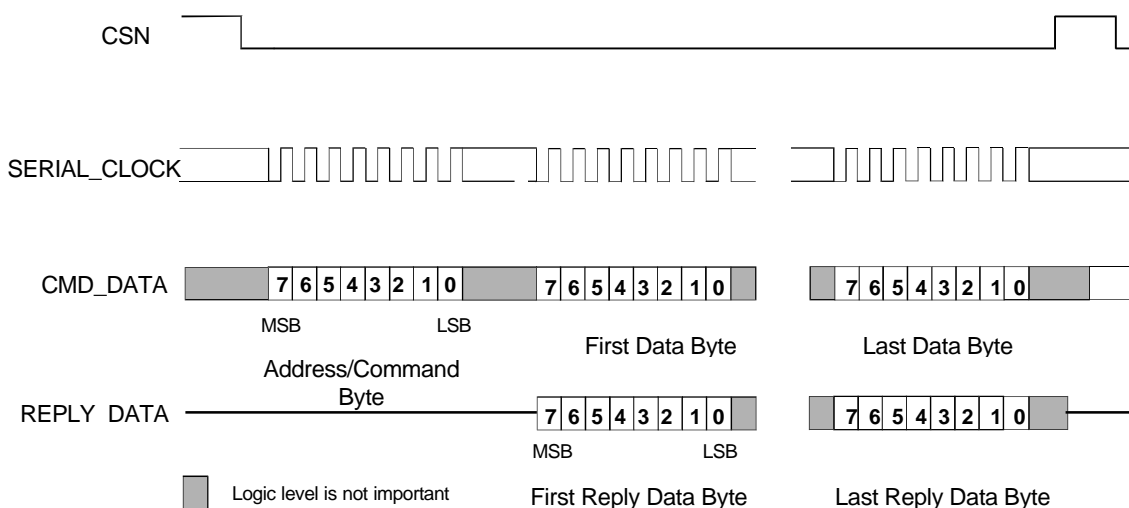 CSN
SERIAL_CLOCK
CMD_DATA
7 6 5 4 3 2 1 0
7 6 5 4 3 2 1 0
7 6 5 4 3 2 1 0
MSB
LSB
First Data Byte
Last Data Byte
Address/Command
Byte
REPLY DATA
7 6 5 4 3 2 1 0
7 6 5 4 3 2 1 0
MSB
LSB
Logic level is not important
First Reply Data Byte
Last Reply Data Byte